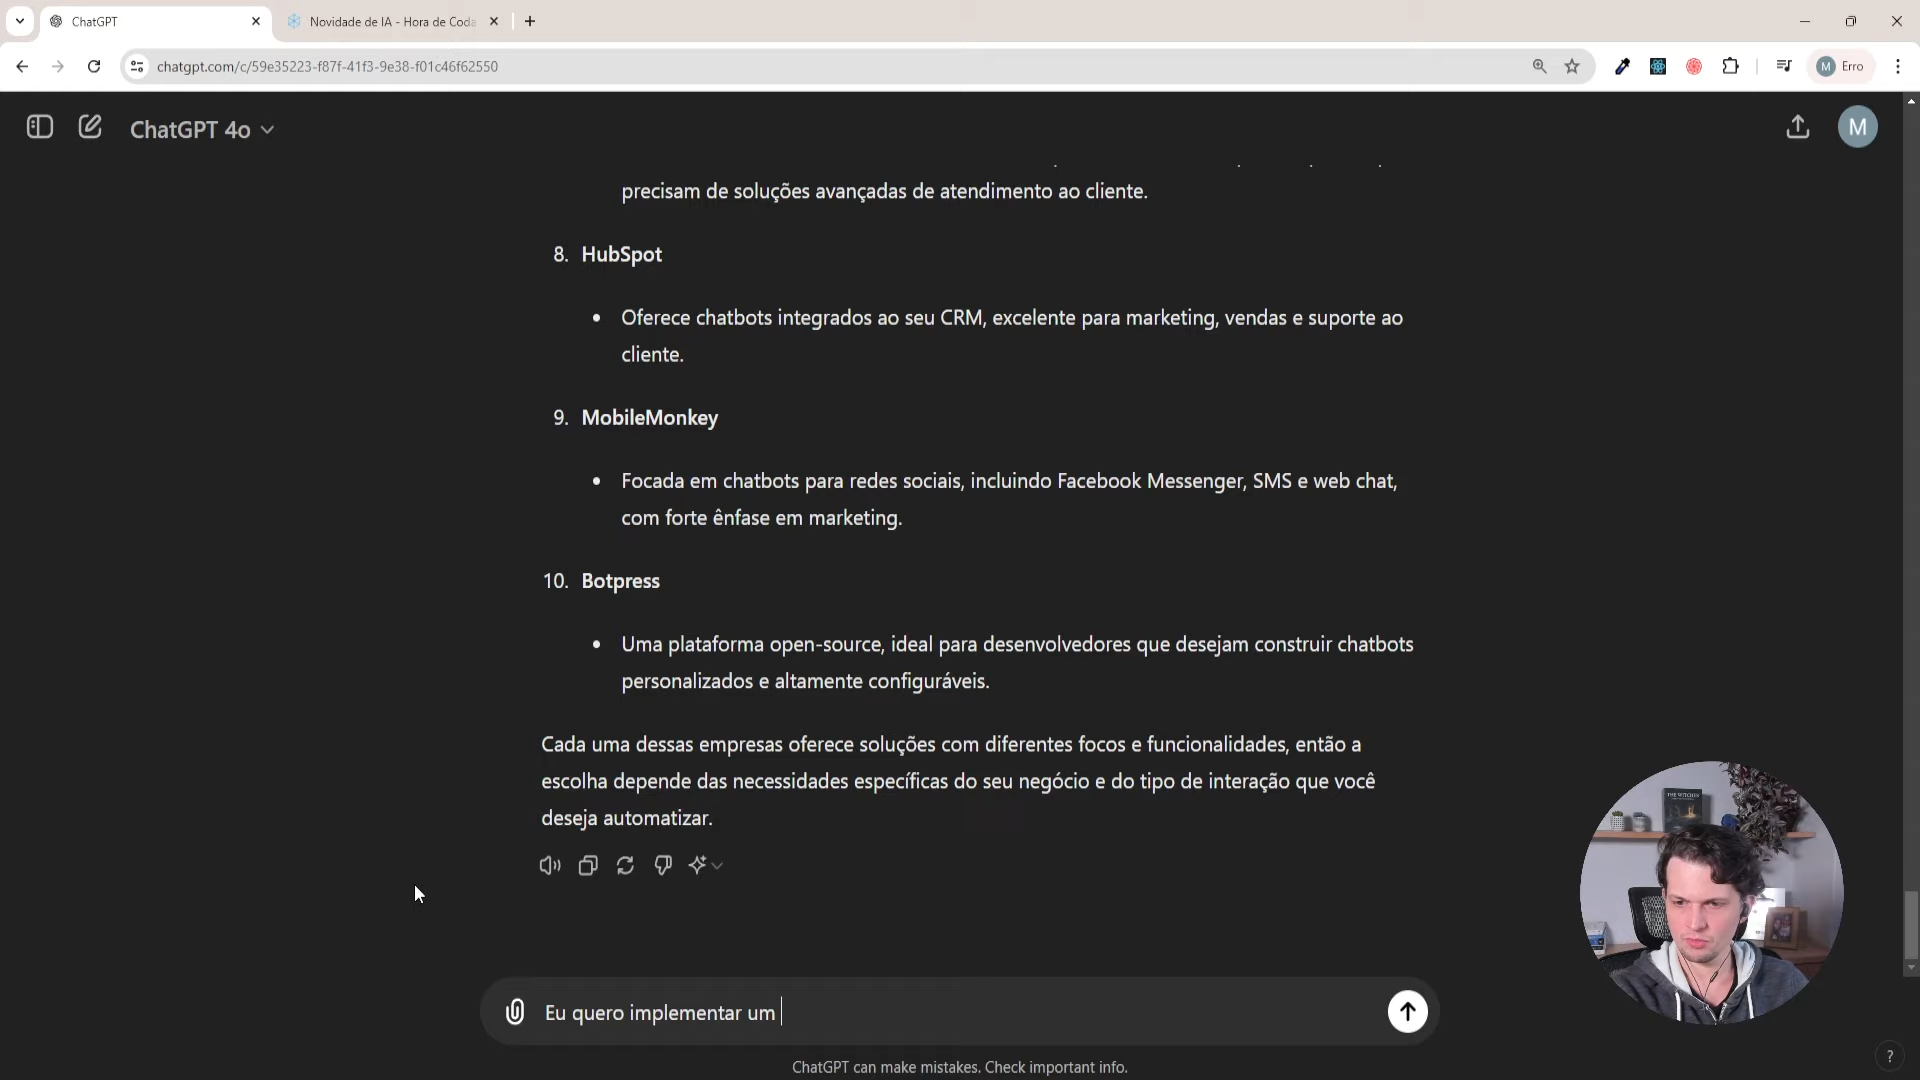 ChatGPT
Novidade de IA - Hora de Coda
chatgpt.com/c/59e35223-f87f-41f3-9e38-f01c46f62550
M
Erro
ChatGPT 4o
M
precisam de soluções avançadas de atendimento ao cliente.
8. HubSpot
• Oferece chatbots integrados ao seu CRM, excelente para marketing, vendas e suporte ao
cliente.
9. MobileMonkey
• Focada em chatbots para redes sociais, incluindo Facebook Messenger, SMS e web chat,
com forte ênfase em marketing.
10. Botpress
• Uma plataforma open-source, ideal para desenvolvedores que desejam construir chatbots
personalizados e altamente configuráveis.
Cada uma dessas empresas oferece soluções com diferentes focos e funcionalidades, então a
escolha depende das necessidades específicas do seu negócio e do tipo de interação que você
deseja automatizar.
THE WITCHER
Eu quero implementar um
ChatGPT can make mistakes. Check important info.
?